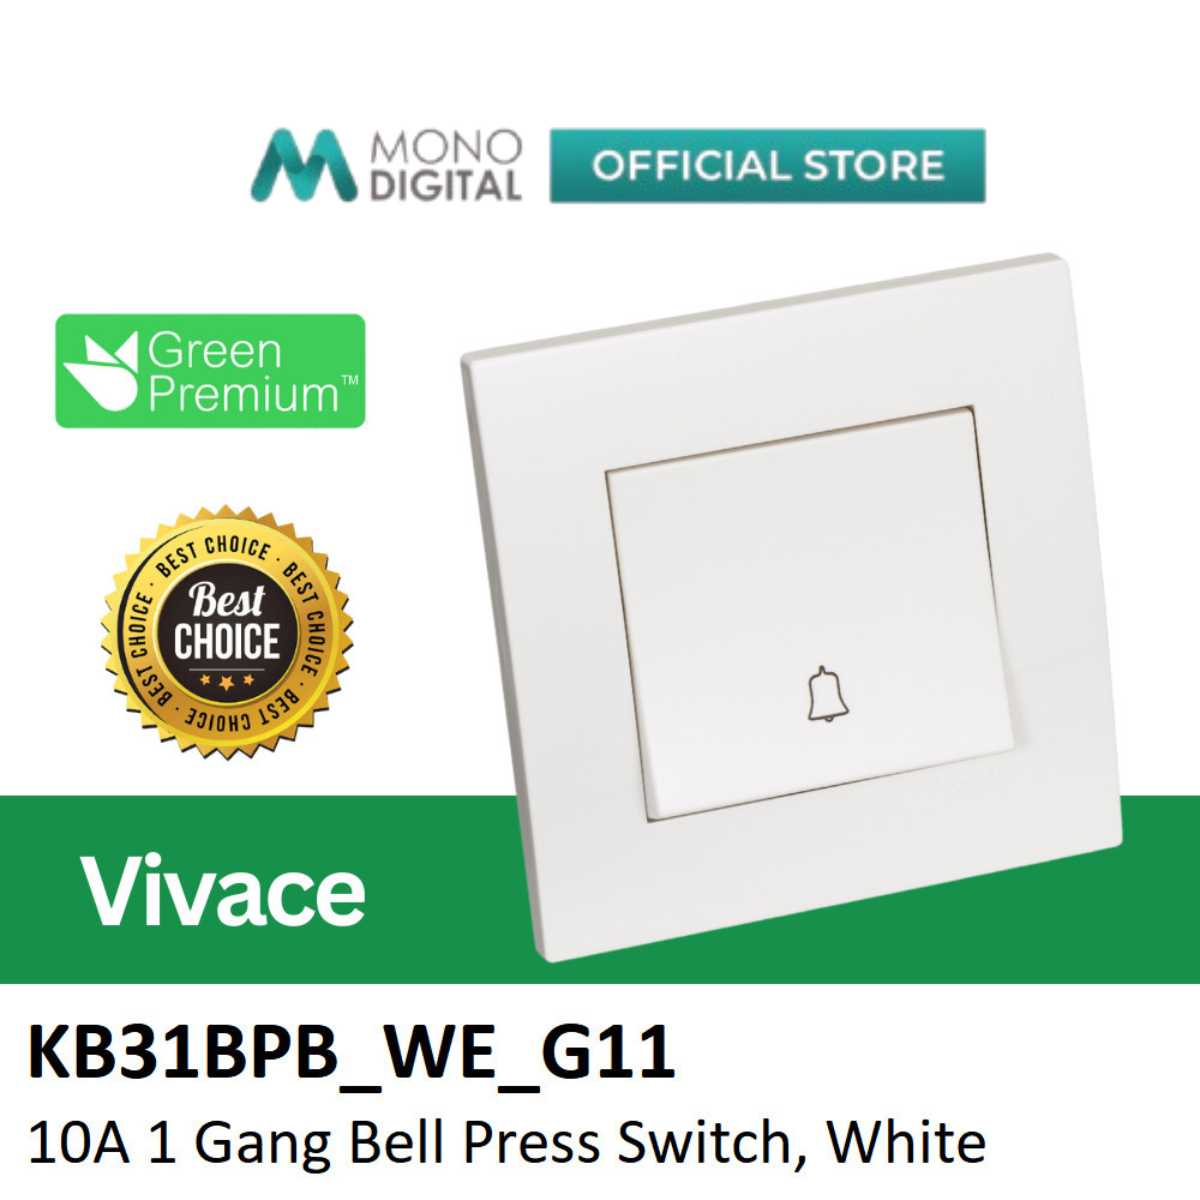 MONO
DIGITAL
OFFICIAL STORE
Green
Premium™
BEST CHOICE · BEST CHOICE · BEST CHOICE · BEST CHOICE ·
Best
CHOICE
Vivace
KB31BPB_WE_G11
10A 1 Gang Bell Press Switch, White